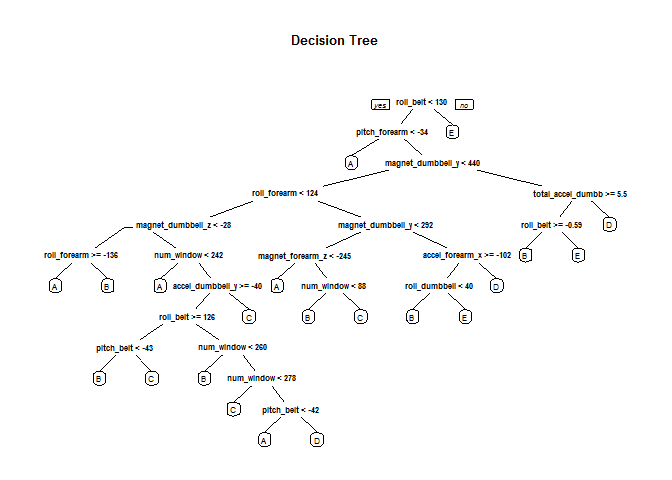 Decision Tree
yes roll_belt < 130 no
pitch_forearm < -34 E
A magnet_dumbbell_y < 440
roll_forearm < 124 total_accel_dumbb >= 5.5
magnet_dumbbell_z < -28 magnet_dumbbell_y < 292 roll_belt >= -0.59 D
roll_forearm >= -136 num_window < 242 magnet_forearm_z < -245 accel_forearm_x >= -102 B E
A B A accel_dumbbell_y >= -40 A num_window < 88 roll_dumbbell < 40 D
roll_belt >= 126 C B C B E
pitch_belt < -43 num_window < 260
B C B num_window < 278
C pitch_belt < -42
A D